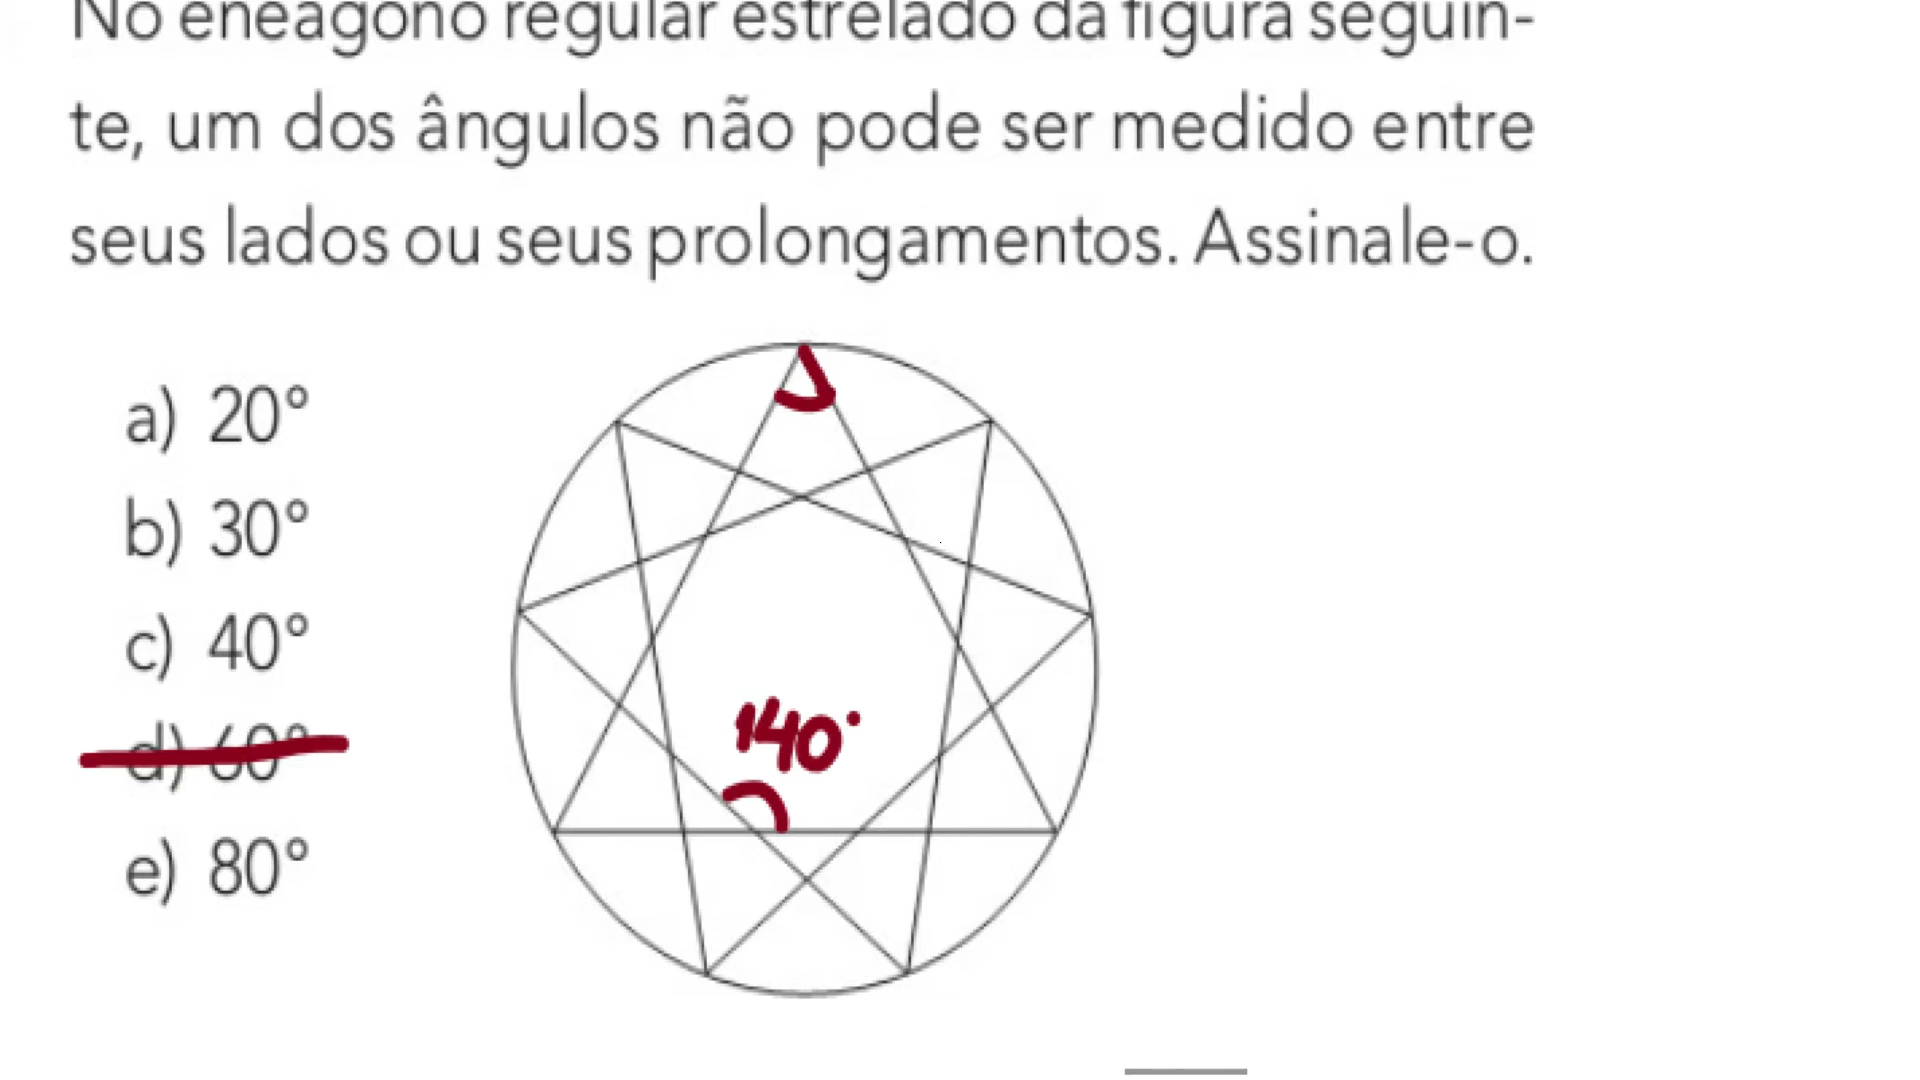 No eneágono regular estrelado da figura seguin-
te, um dos ângulos não pode ser medido entre
seus lados ou seus prolongamentos. Assinale-o.
a) 20°
b) 30°
c) 40°
d) 60°
e) 80°
140°